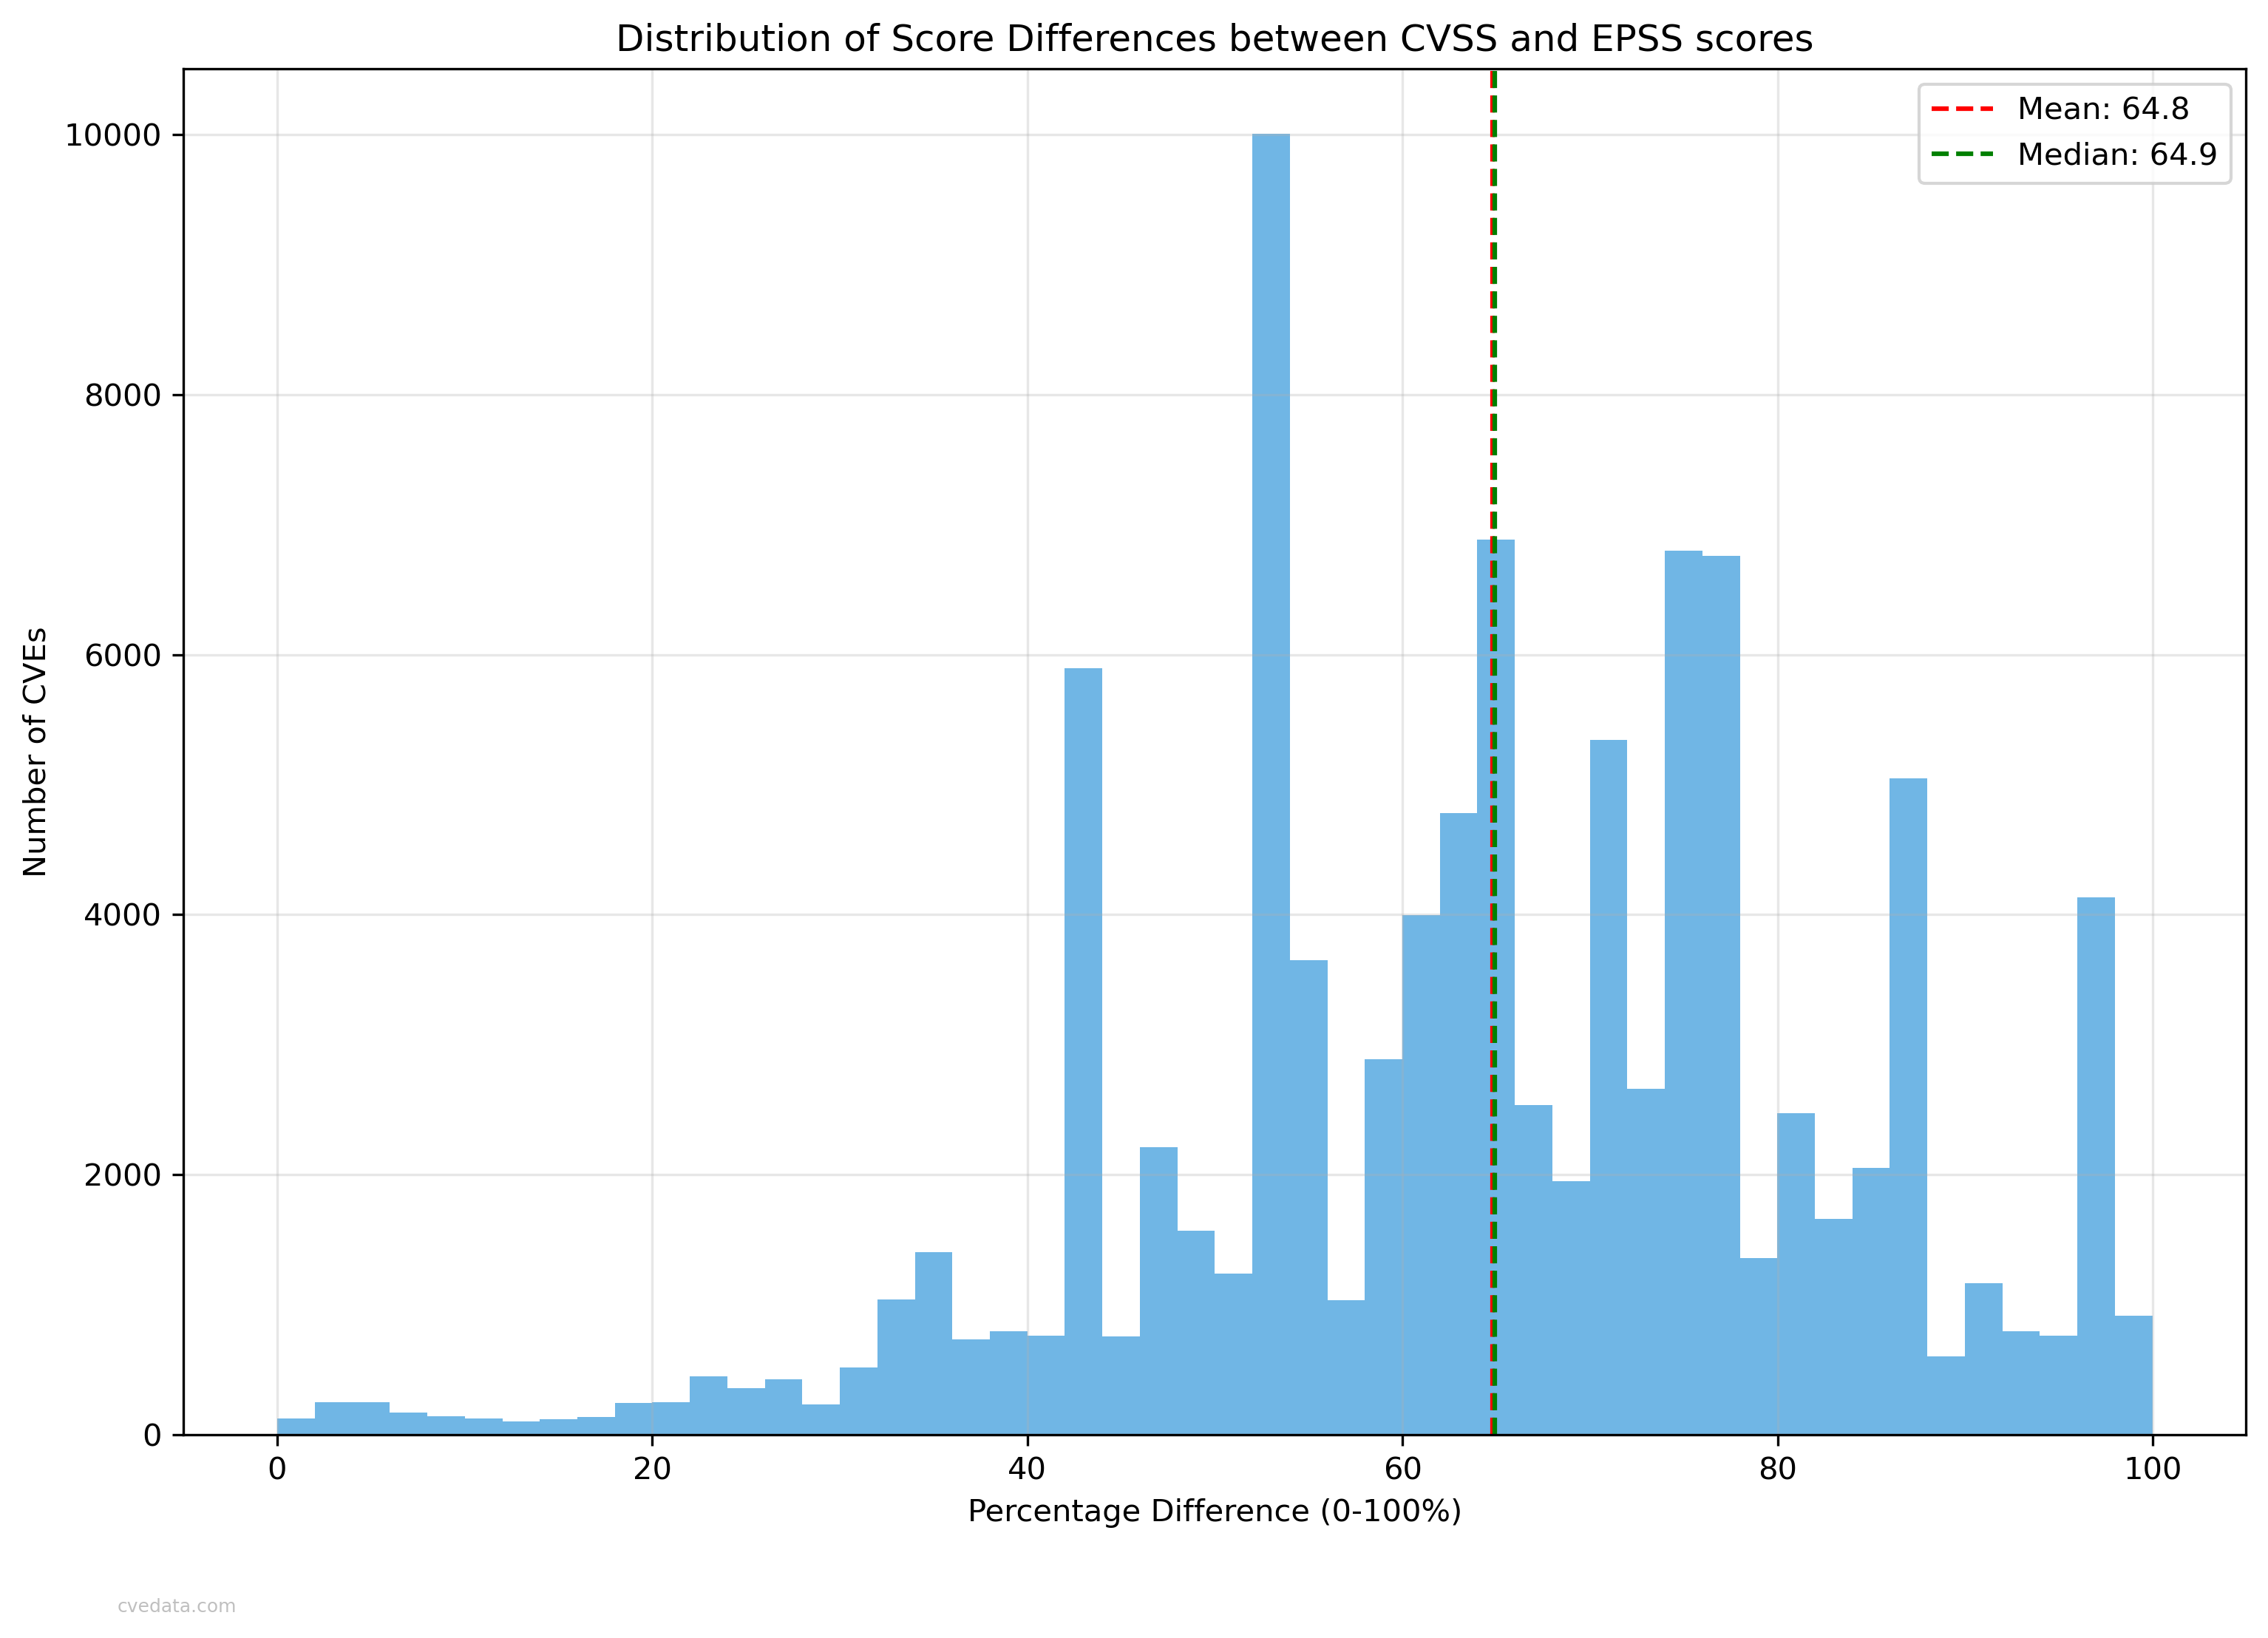 Distribution of Score Differences between CVSS and EPSS scores
Mean: 64.8
Median: 64.9
Number of CVEs
10000
8000
6000
4000
2000
0
0 20 40 60 80 100
Percentage Difference (0-100%)
cvedata.com